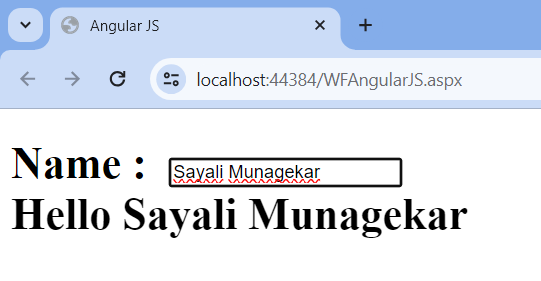 Angular JS
localhost:44384/WFAngularJS.aspx
Name : Sayali Munagekar
Hello Sayali Munagekar